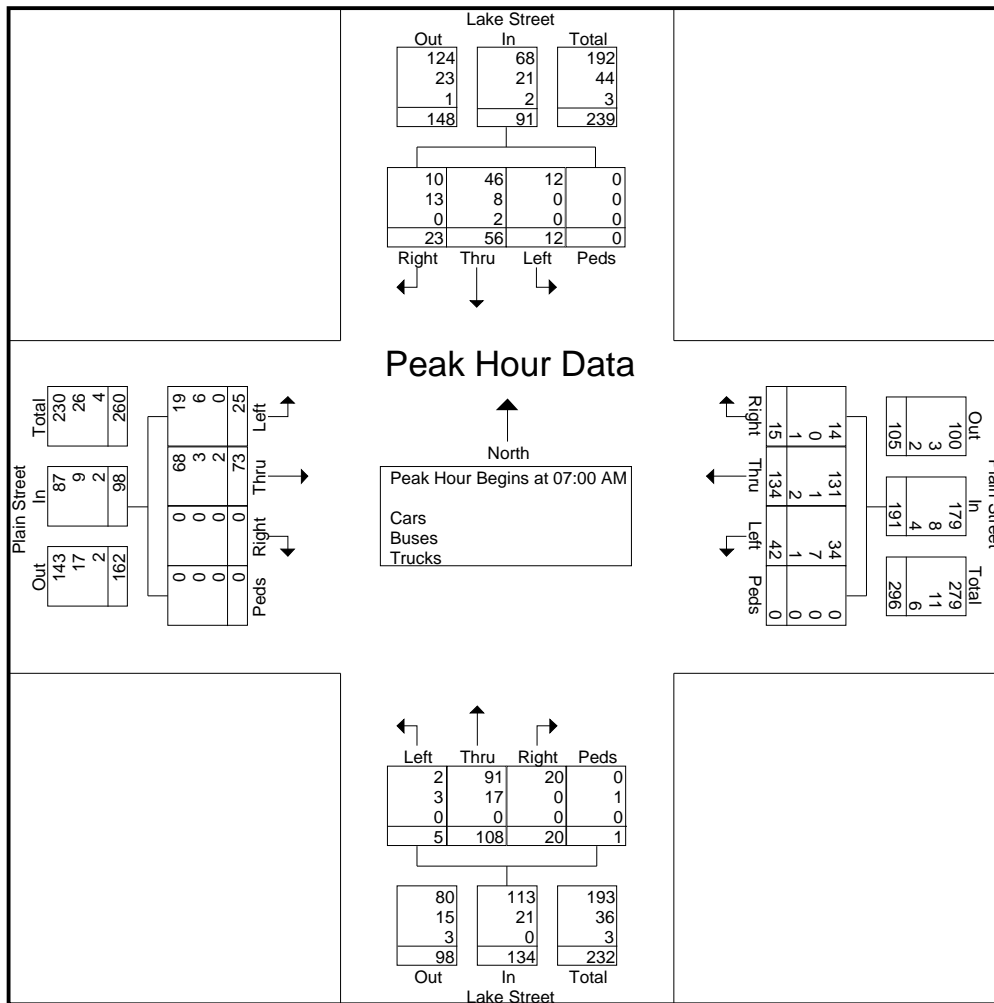 Lake Street
Out In Total
124 68 192
23 21 44
1 2 3
148 91 239
10 46 12 0
13 8 0 0
0 2 0 0
23 56 12 0
Right Thru Left Peds
Peak Hour Data
North
Peak Hour Begins at 07:00 AM
Cars
Buses
Trucks
Plain Street
Out In Total
143 87 230
17 9 26
2 2 4
162 98 260
19 68 0 0
6 3 0 0
0 2 0 0
25 73 0 0
Left Thru Right Peds
Plain Street
Out In Total
100 179 279
3 8 11
2 4 6
105 191 296
14 131 34 0
0 1 7 0
1 2 1 0
15 134 42 0
Right Thru Left Peds
Left Thru Right Peds
2 91 20 0
3 17 0 1
0 0 0 0
5 108 20 1
80 113 193
15 21 36
3 0 3
98 134 232
Out In Total
Lake Street